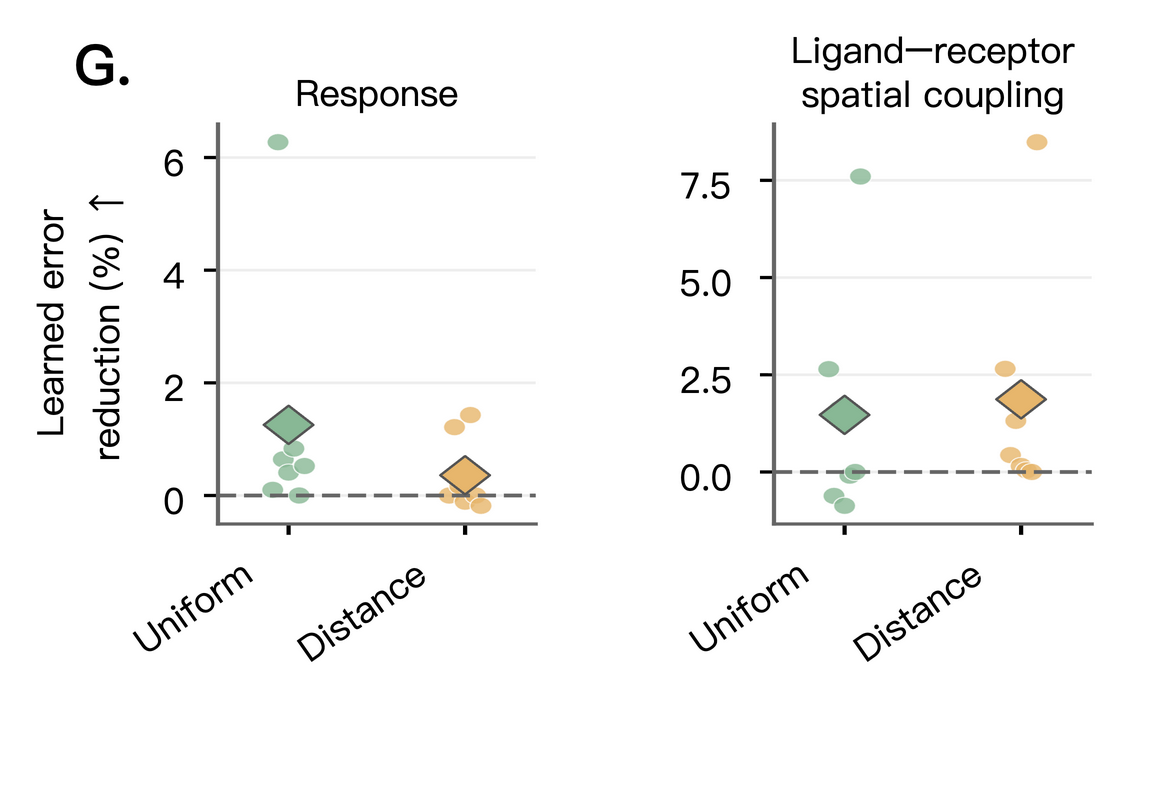 G.
Response
Learned error
reduction (%) ↑
6
4
2
0
Uniform
Distance
Ligand—receptor
spatial coupling
7.5
5.0
2.5
0.0
Uniform
Distance